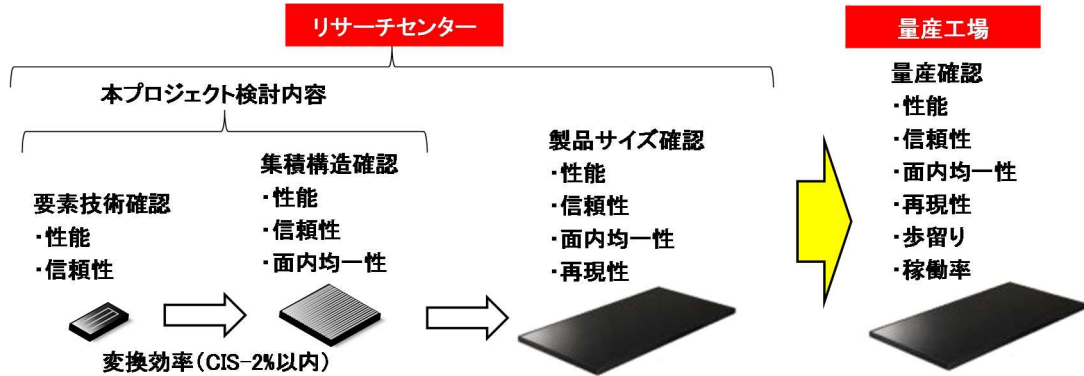 リサーチセンター
量産工場
本プロジェクト検討内容
要素技術確認
・性能
・信頼性
集積構造確認
・性能
・信頼性
・面内均一性
製品サイズ確認
・性能
・信頼性
・面内均一性
・再現性
量産確認
・性能
・信頼性
・面内均一性
・再現性
・歩留り
・稼働率
変換効率(CIS-2%以内)